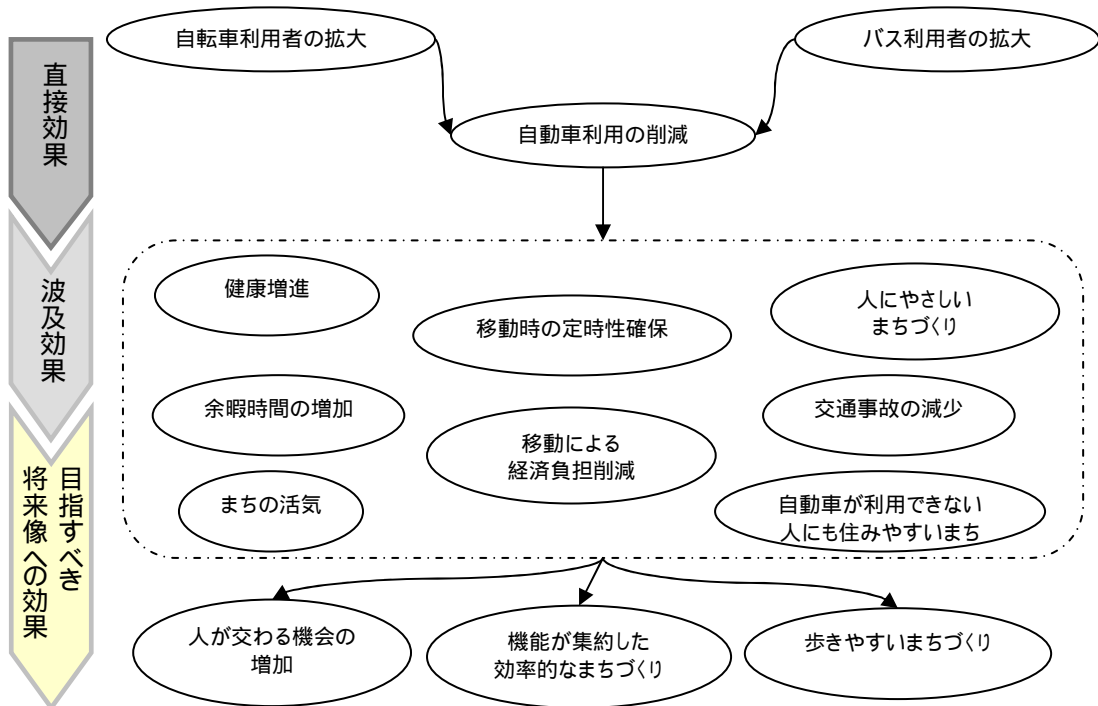 自転車利用者の拡大
バス利用者の拡大
直接効果
自動車利用の削減
波及効果
健康増進
移動時の定時性確保
人にやさしい
まちづくり
余暇時間の増加
移動による
経済負担削減
交通事故の減少
まちの活気
自動車が利用できない
人にも住みやすいまち
目指すべき
将来像への効果
人が交わる機会の
増加
機能が集約した
効率的なまちづくり
歩きやすいまちづくり